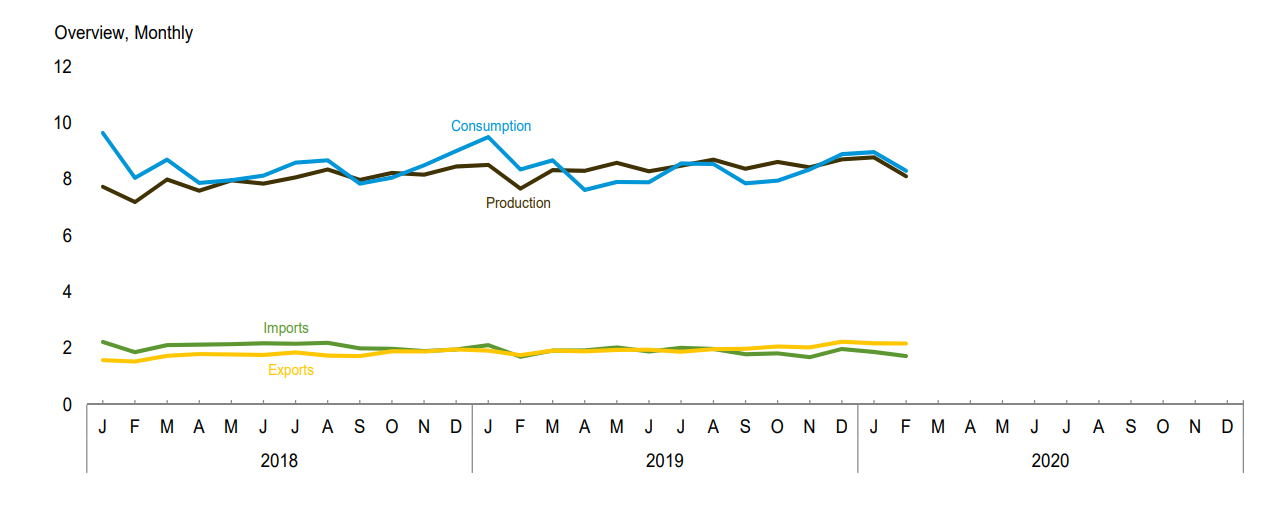 Overview, Monthly
12
10
Consumption
8
Production
6
4
Imports
2
Exports
0
J F M A M J J A S O N D J F M A M J J A S O N D J F M A M J J A S O N D
2018 2019 2020